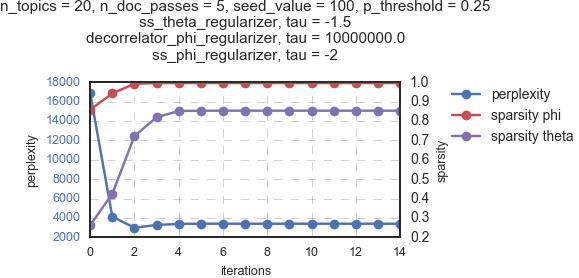 n_topics = 20, n_doc_passes = 5, seed_value = 100, p_threshold = 0.25
ss_theta_regularizer, tau = -1.5
decorrelator_phi_regularizer, tau = 10000000.0
ss_phi_regularizer, tau = -2
18000
16000
14000
12000
10000
8000
6000
4000
2000
perplexity
0 2 4 6 8 10 12 14
iterations
1.0
0.9
0.8
0.7
0.6
0.5
0.4
0.3
0.2
sparsity
perplexity
sparsity phi
sparsity theta